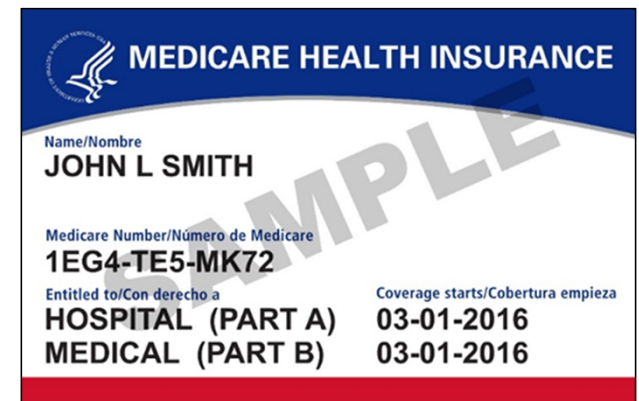 MEDICARE HEALTH INSURANCE
Name/Nombre
JOHN L SMITH
Medicare Number/Número de Medicare
1EG4-TE5-MK72
Entitled to/Con derecho a
Coverage starts/Cobertura empieza
HOSPITAL (PART A) 03-01-2016
MEDICAL (PART B) 03-01-2016
SAMPLE